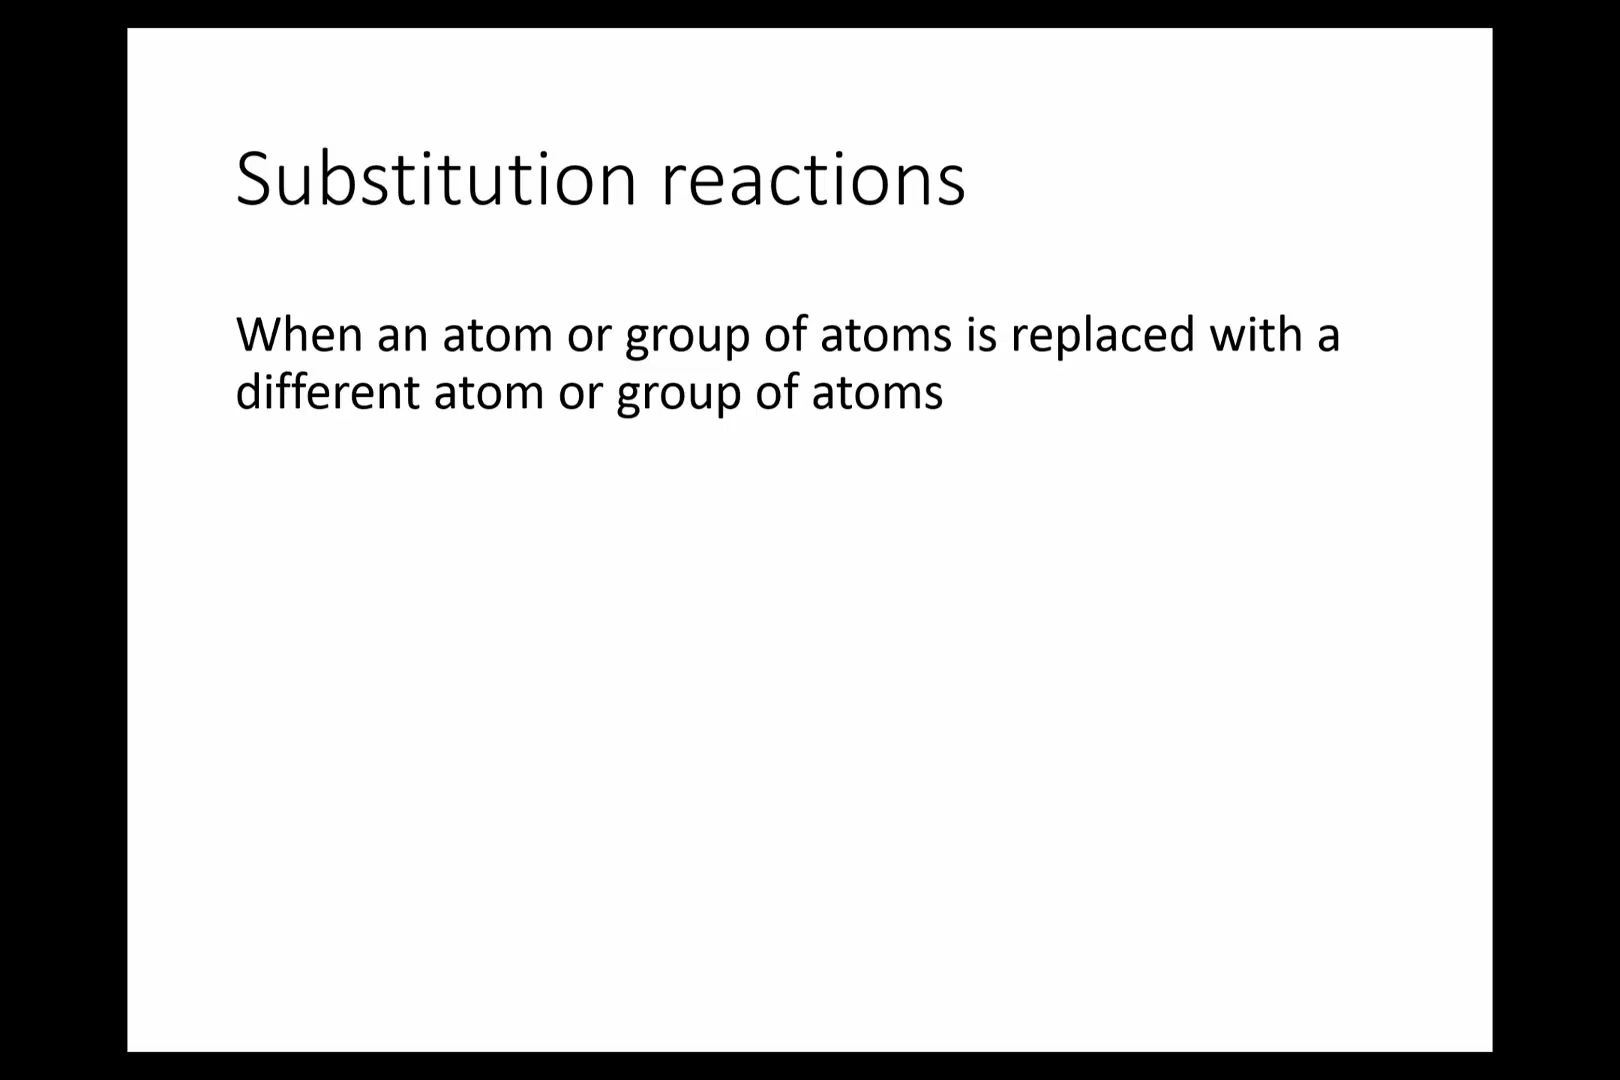 Substitution reactions
When an atom or group of atoms is replaced with a
different atom or group of atoms